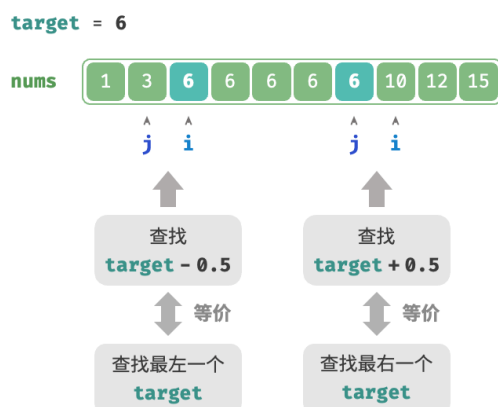 target = 6
nums 1 3 6 6 6 6 6 10 12 15
j i j i
查找 查找
target - 0.5 target + 0.5
等价 等价
查找最左一个 查找最右一个
target target